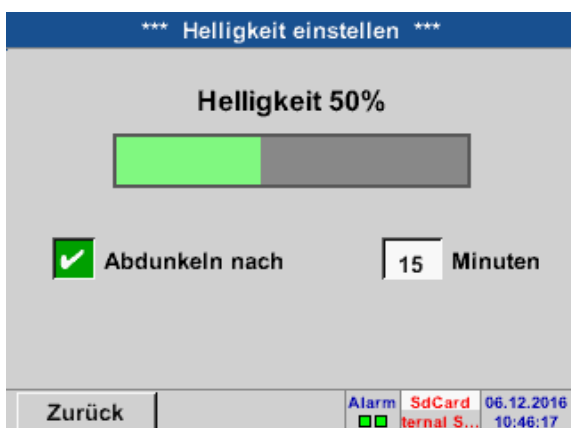 *** Helligkeit einstellen ***
Helligkeit 50%
Abdunkeln nach 15 Minuten
Zurück
Alarm SdCard 06.12.2016
ternal S... 10:46:17